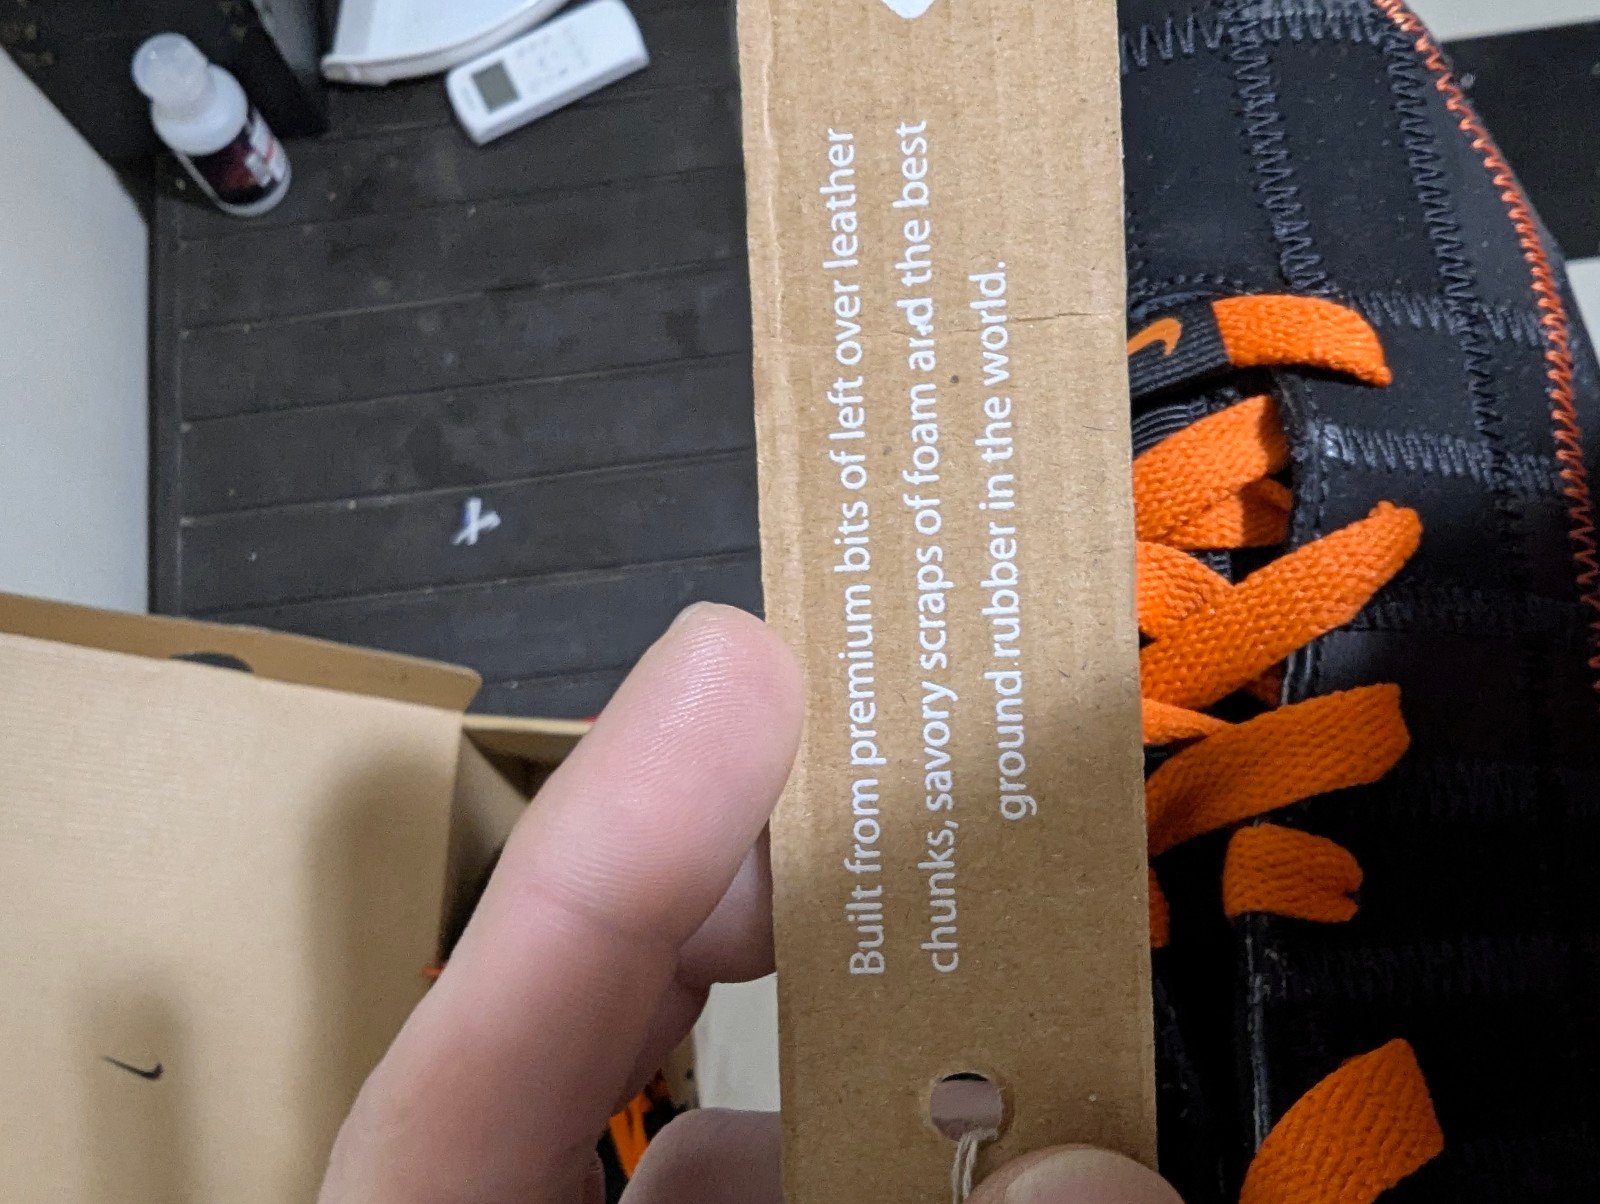 Built from premium bits of left over leather
chunks, savory scraps of foam and the best
ground rubber in the world.